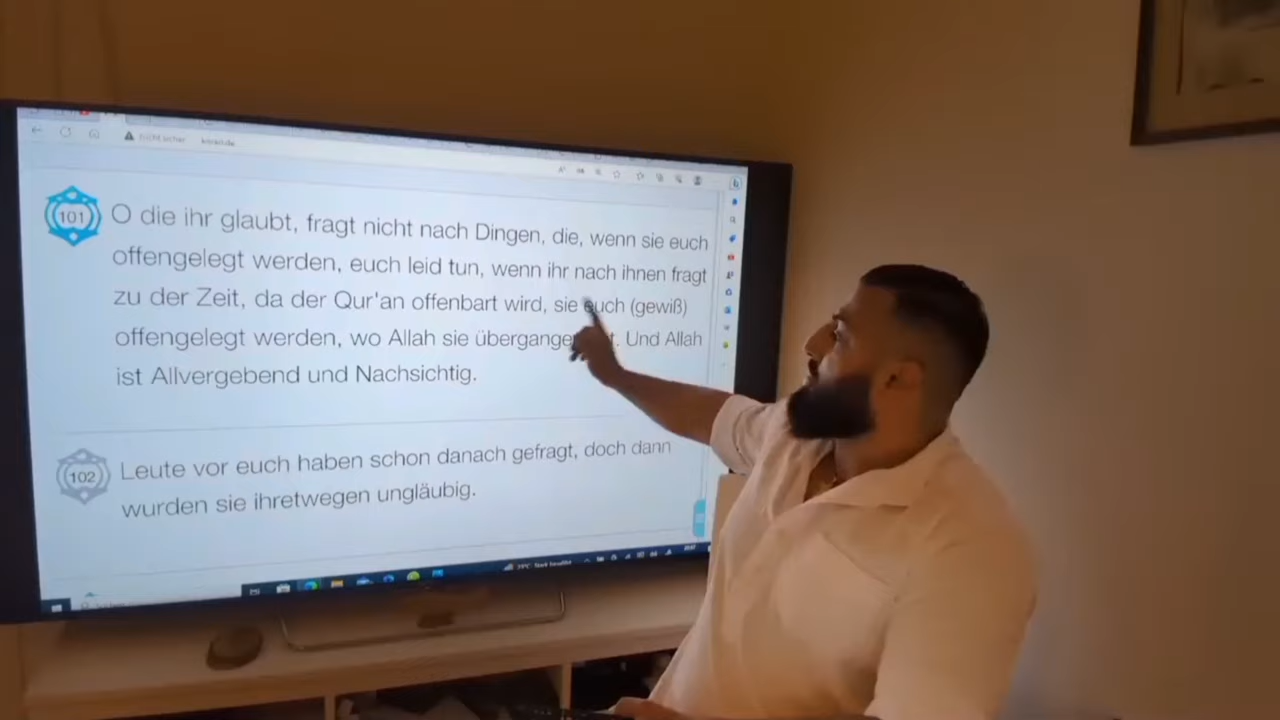 nicht sicher
101 O die ihr glaubt, fragt nicht nach Dingen, die, wenn sie euch
offengelegt werden, euch leid tun, wenn ihr nach ihnen fragt
zu der Zeit, da der Qur'an offenbart wird, sie euch (gewiß)
offengelegt werden, wo Allah sie übergange t. Und Allah
ist Allvergebend und Nachsichtig.
102 Leute vor euch haben schon danach gefragt, doch dann
wurden sie ihretwegen ungläubig.